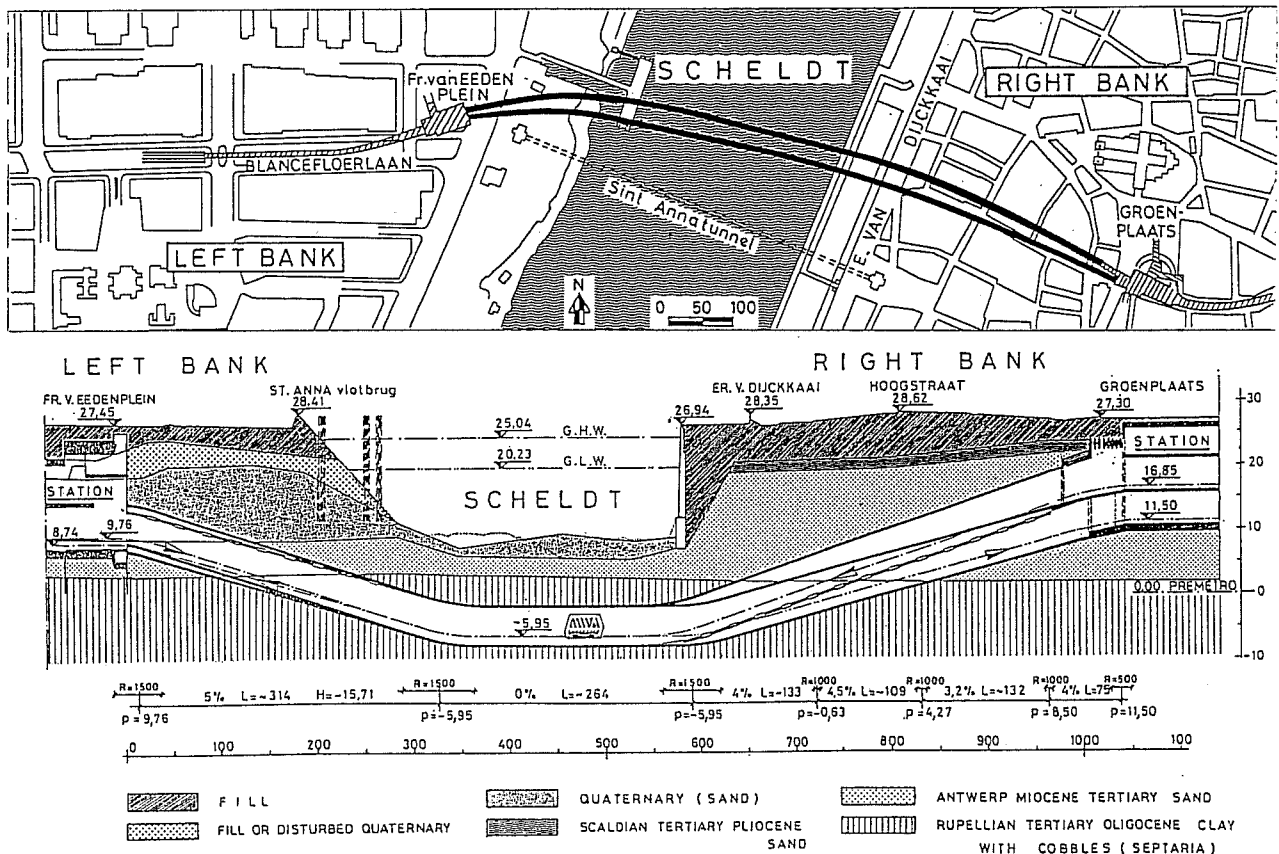 SCHELDT
RIGHT BANK
Fr. van EEDEN
PLEIN
DIJCKKAAI
E. VAN
BLANCEFLOERLAAN
Sint Annatunnel
GROEN-
PLAATS
LEFT BANK
N
0 50 100
LEFT BANK
RIGHT BANK
FR. V. EEDENPLEIN
27,45
ST. ANNA vlotbrug
28,41
26,94
ER. V. DIJCKKAAI
28,35
HOOGSTRAAT
28,62
GROENPLAATS
27,30
+30
25,04 G.H.W.
20,23 G.L.W.
STATION
20
SCHELDT
STATION
16,85
11,50
10
8,74
9,76
0,00 PREMETRO
0
-5,95
-10
R=1500 5% L=~314 H=-15,71 R=1500 0% L=~264 R=1500 4% L=~133 R=1000 4,5% L=~109 R=1000 3,2% L=~132 R=1000 4% L=75 R=500
p=9,76 p=-5,95 p=-5,95 p=-0,63 p=4,27 p=8,50 p=11,50
0 100 200 300 400 500 600 700 800 900 1000 100
FILL
QUATERNARY (SAND)
ANTWERP MIOCENE TERTIARY SAND
FILL OR DISTURBED QUATERNARY
SCALDIAN TERTIARY PLIOCENE
SAND
RUPELLIAN TERTIARY OLIGOCENE CLAY
WITH COBBLES (SEPTARIA)